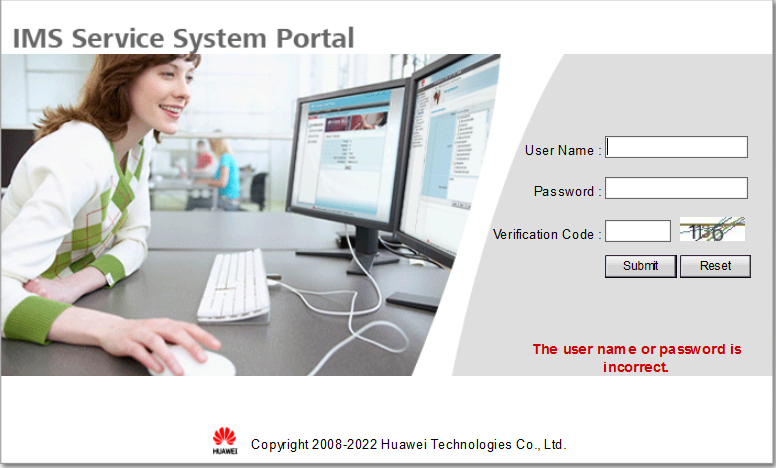 IMS Service System Portal
User Name :
Password :
Verification Code :
Submit Reset
The user name or password is
incorrect.
HUAWEI
Copyright 2008-2022 Huawei Technologies Co., Ltd.